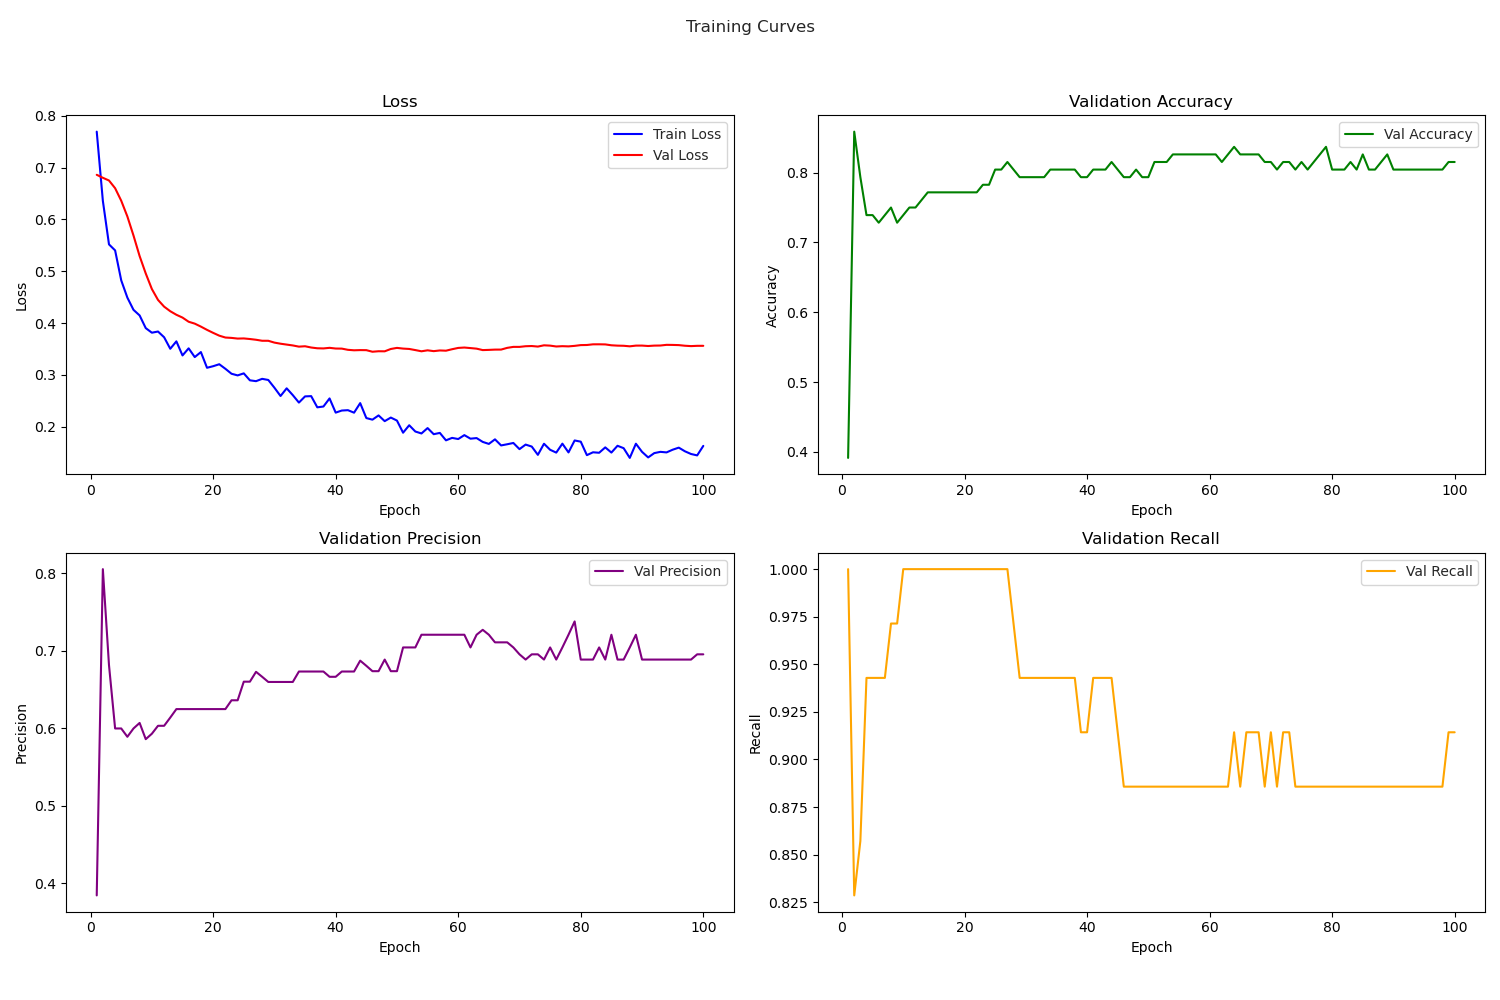 Training Curves
Loss
Train Loss
Val Loss
0.8
0.7
0.6
0.5
0.4
0.3
0.2
Loss
0 20 40 60 80 100
Epoch
Validation Accuracy
Val Accuracy
0.8
0.7
0.6
0.5
0.4
Accuracy
0 20 40 60 80 100
Epoch
Validation Precision
Val Precision
0.8
0.7
0.6
0.5
0.4
Precision
0 20 40 60 80 100
Epoch
Validation Recall
Val Recall
1.000
0.975
0.950
0.925
0.900
0.875
0.850
0.825
Recall
0 20 40 60 80 100
Epoch